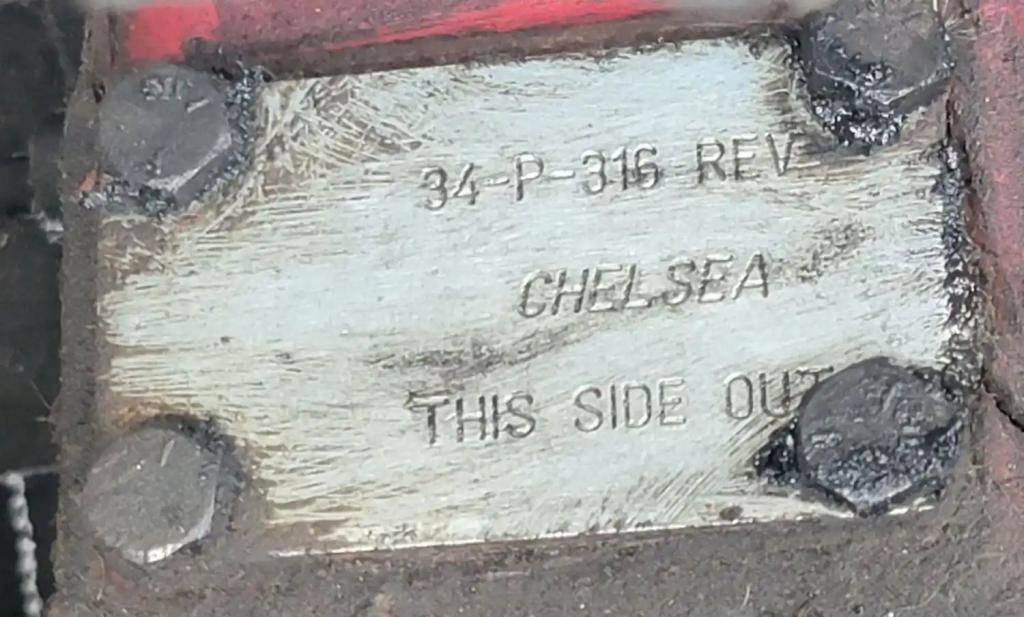 34-P-316 REV
CHELSEA
THIS SIDE OUT